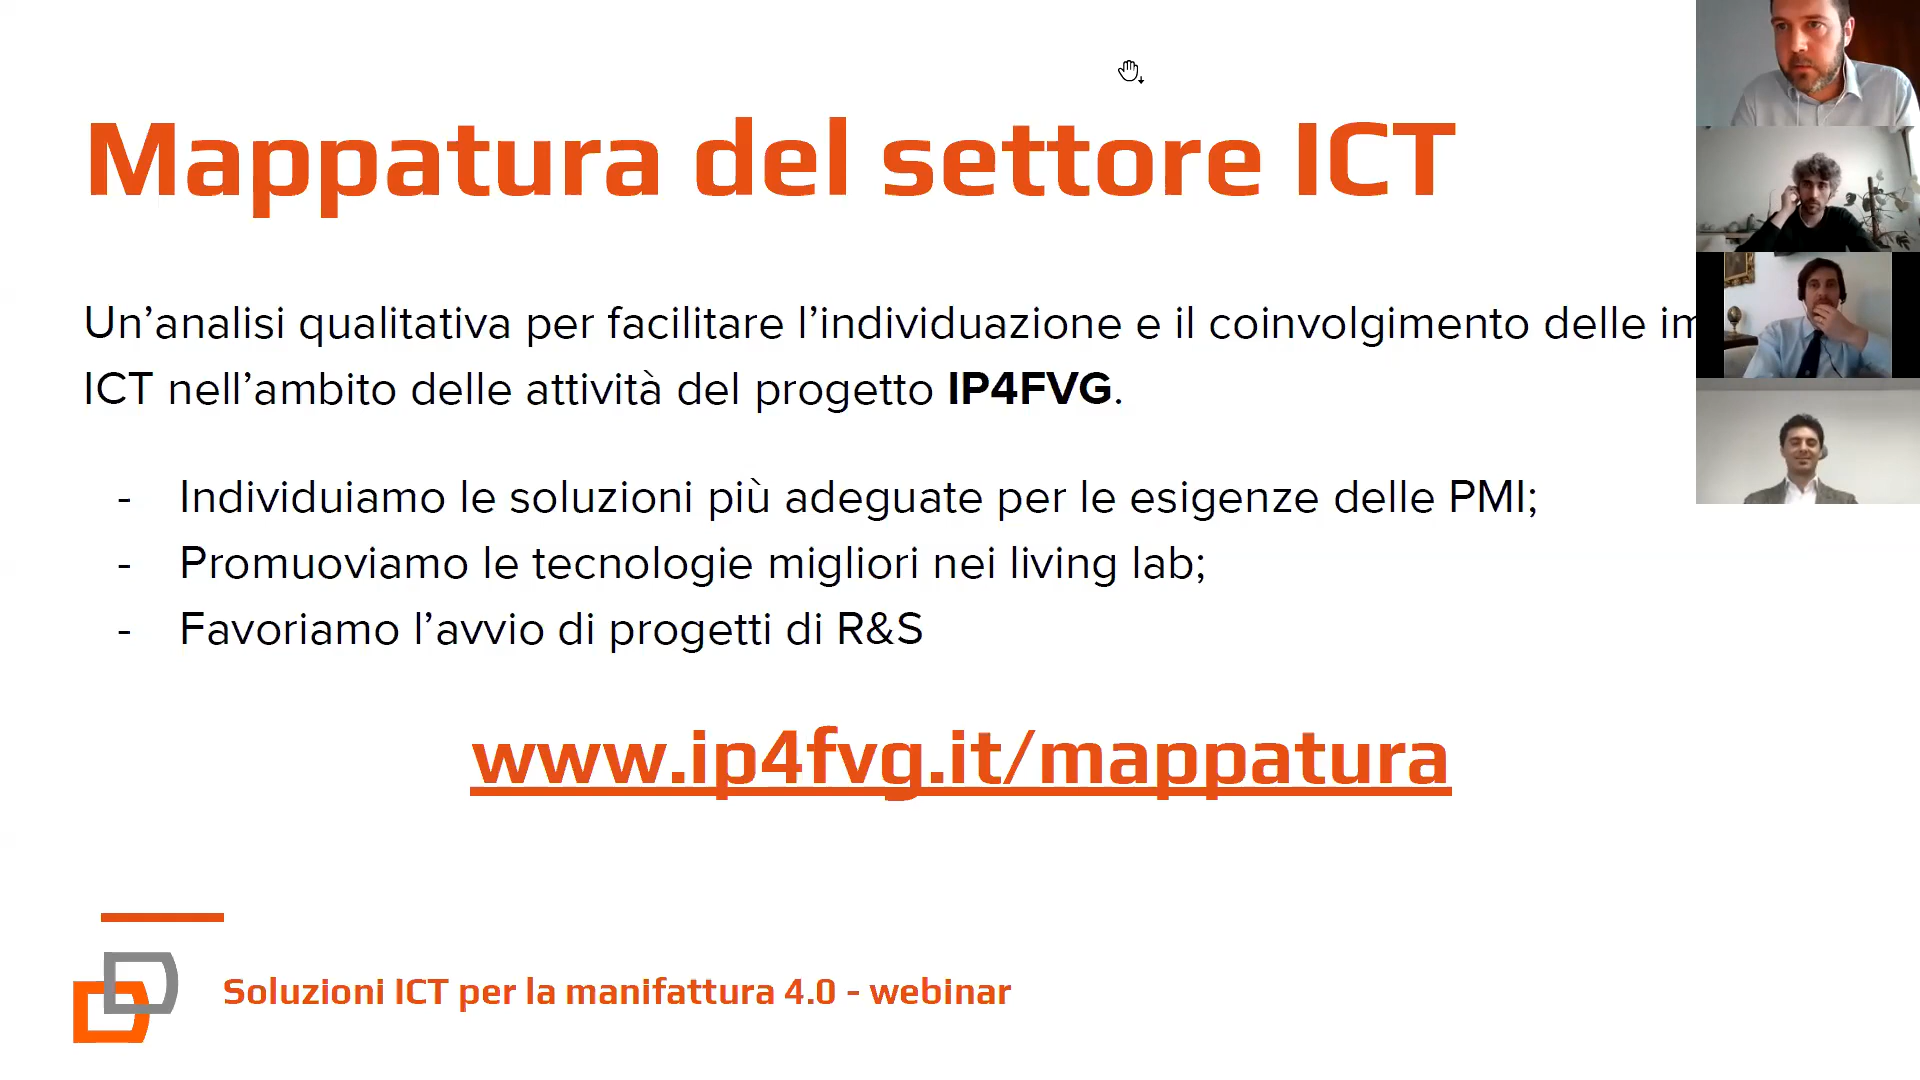 Mappatura del settore ICT
Un’analisi qualitativa per facilitare l’individuazione e il coinvolgimento delle
ICT nell’ambito delle attività del progetto IP4FVG.
- Individuiamo le soluzioni più adeguate per le esigenze delle PMI;
- Promuoviamo le tecnologie migliori nei living lab;
- Favoriamo l’avvio di progetti di R&S
www.ip4fvg.it/mappatura
Soluzioni ICT per la manifattura 4.0 - webinar